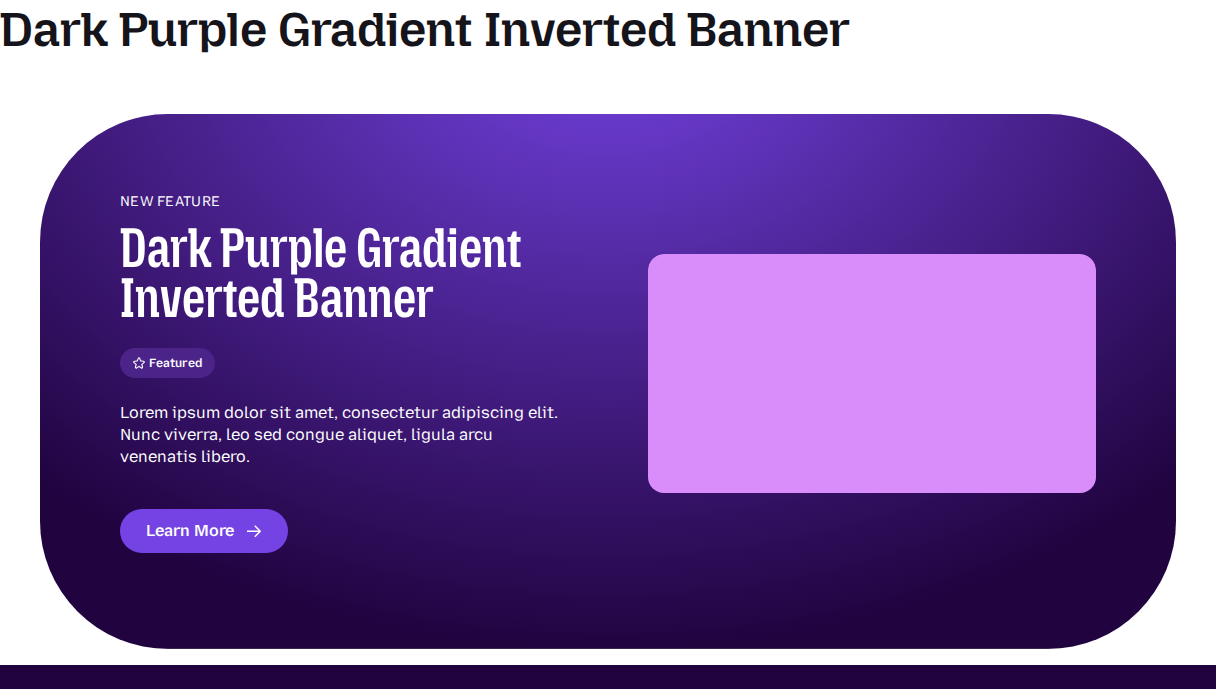 Dark Purple Gradient Inverted Banner
NEW FEATURE
Dark Purple Gradient
Inverted Banner
Featured
Lorem ipsum dolor sit amet, consectetur adipiscing elit.
Nunc viverra, leo sed congue aliquet, ligula arcu
venenatis libero.
Learn More